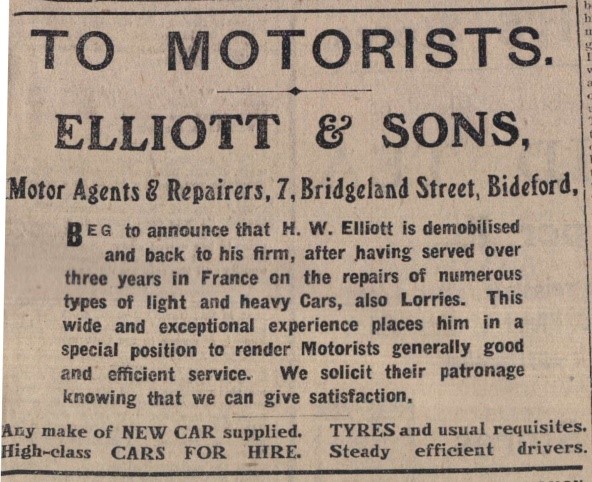 TO MOTORISTS.
ELLIOTT & SONS,
Motor Agents & Repairers, 7, Bridgeland Street, Bideford,
BEG to announce that H. W. Elliott is demobilised
and back to his firm, after having served over
three years in France on the repairs of numerous
types of light and heavy Cars, also Lorries. This
wide and exceptional experience places him in a
special position to render Motorists generally good
and efficient service. We solicit their patronage
knowing that we can give satisfaction.
Any make of NEW CAR supplied. TYRES and usual requisites.
High-class CARS FOR HIRE. Steady efficient drivers.